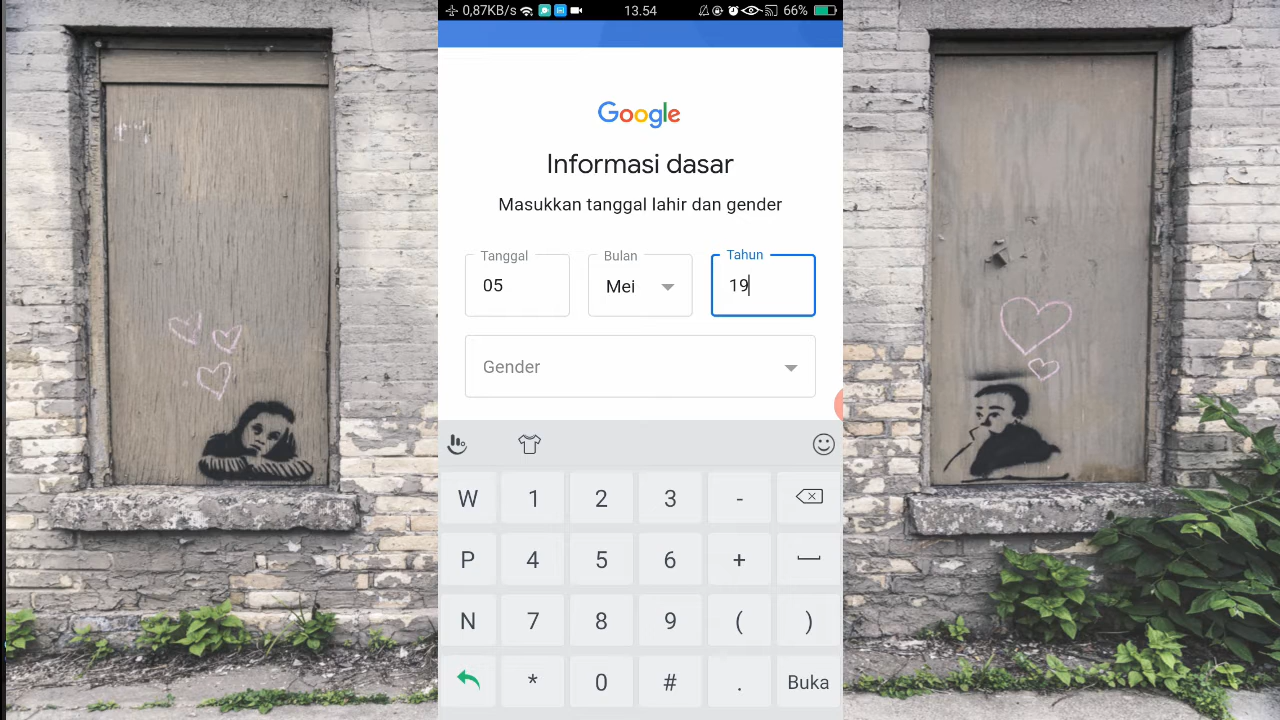 0,87KB/s 13.54 66%
Google
Informasi dasar
Masukkan tanggal lahir dan gender
Tanggal Bulan Tahun
05 Mei 19
Gender
W 1 2 3 -
P 4 5 6 +
N 7 8 9 ( )
* 0 # . Buka